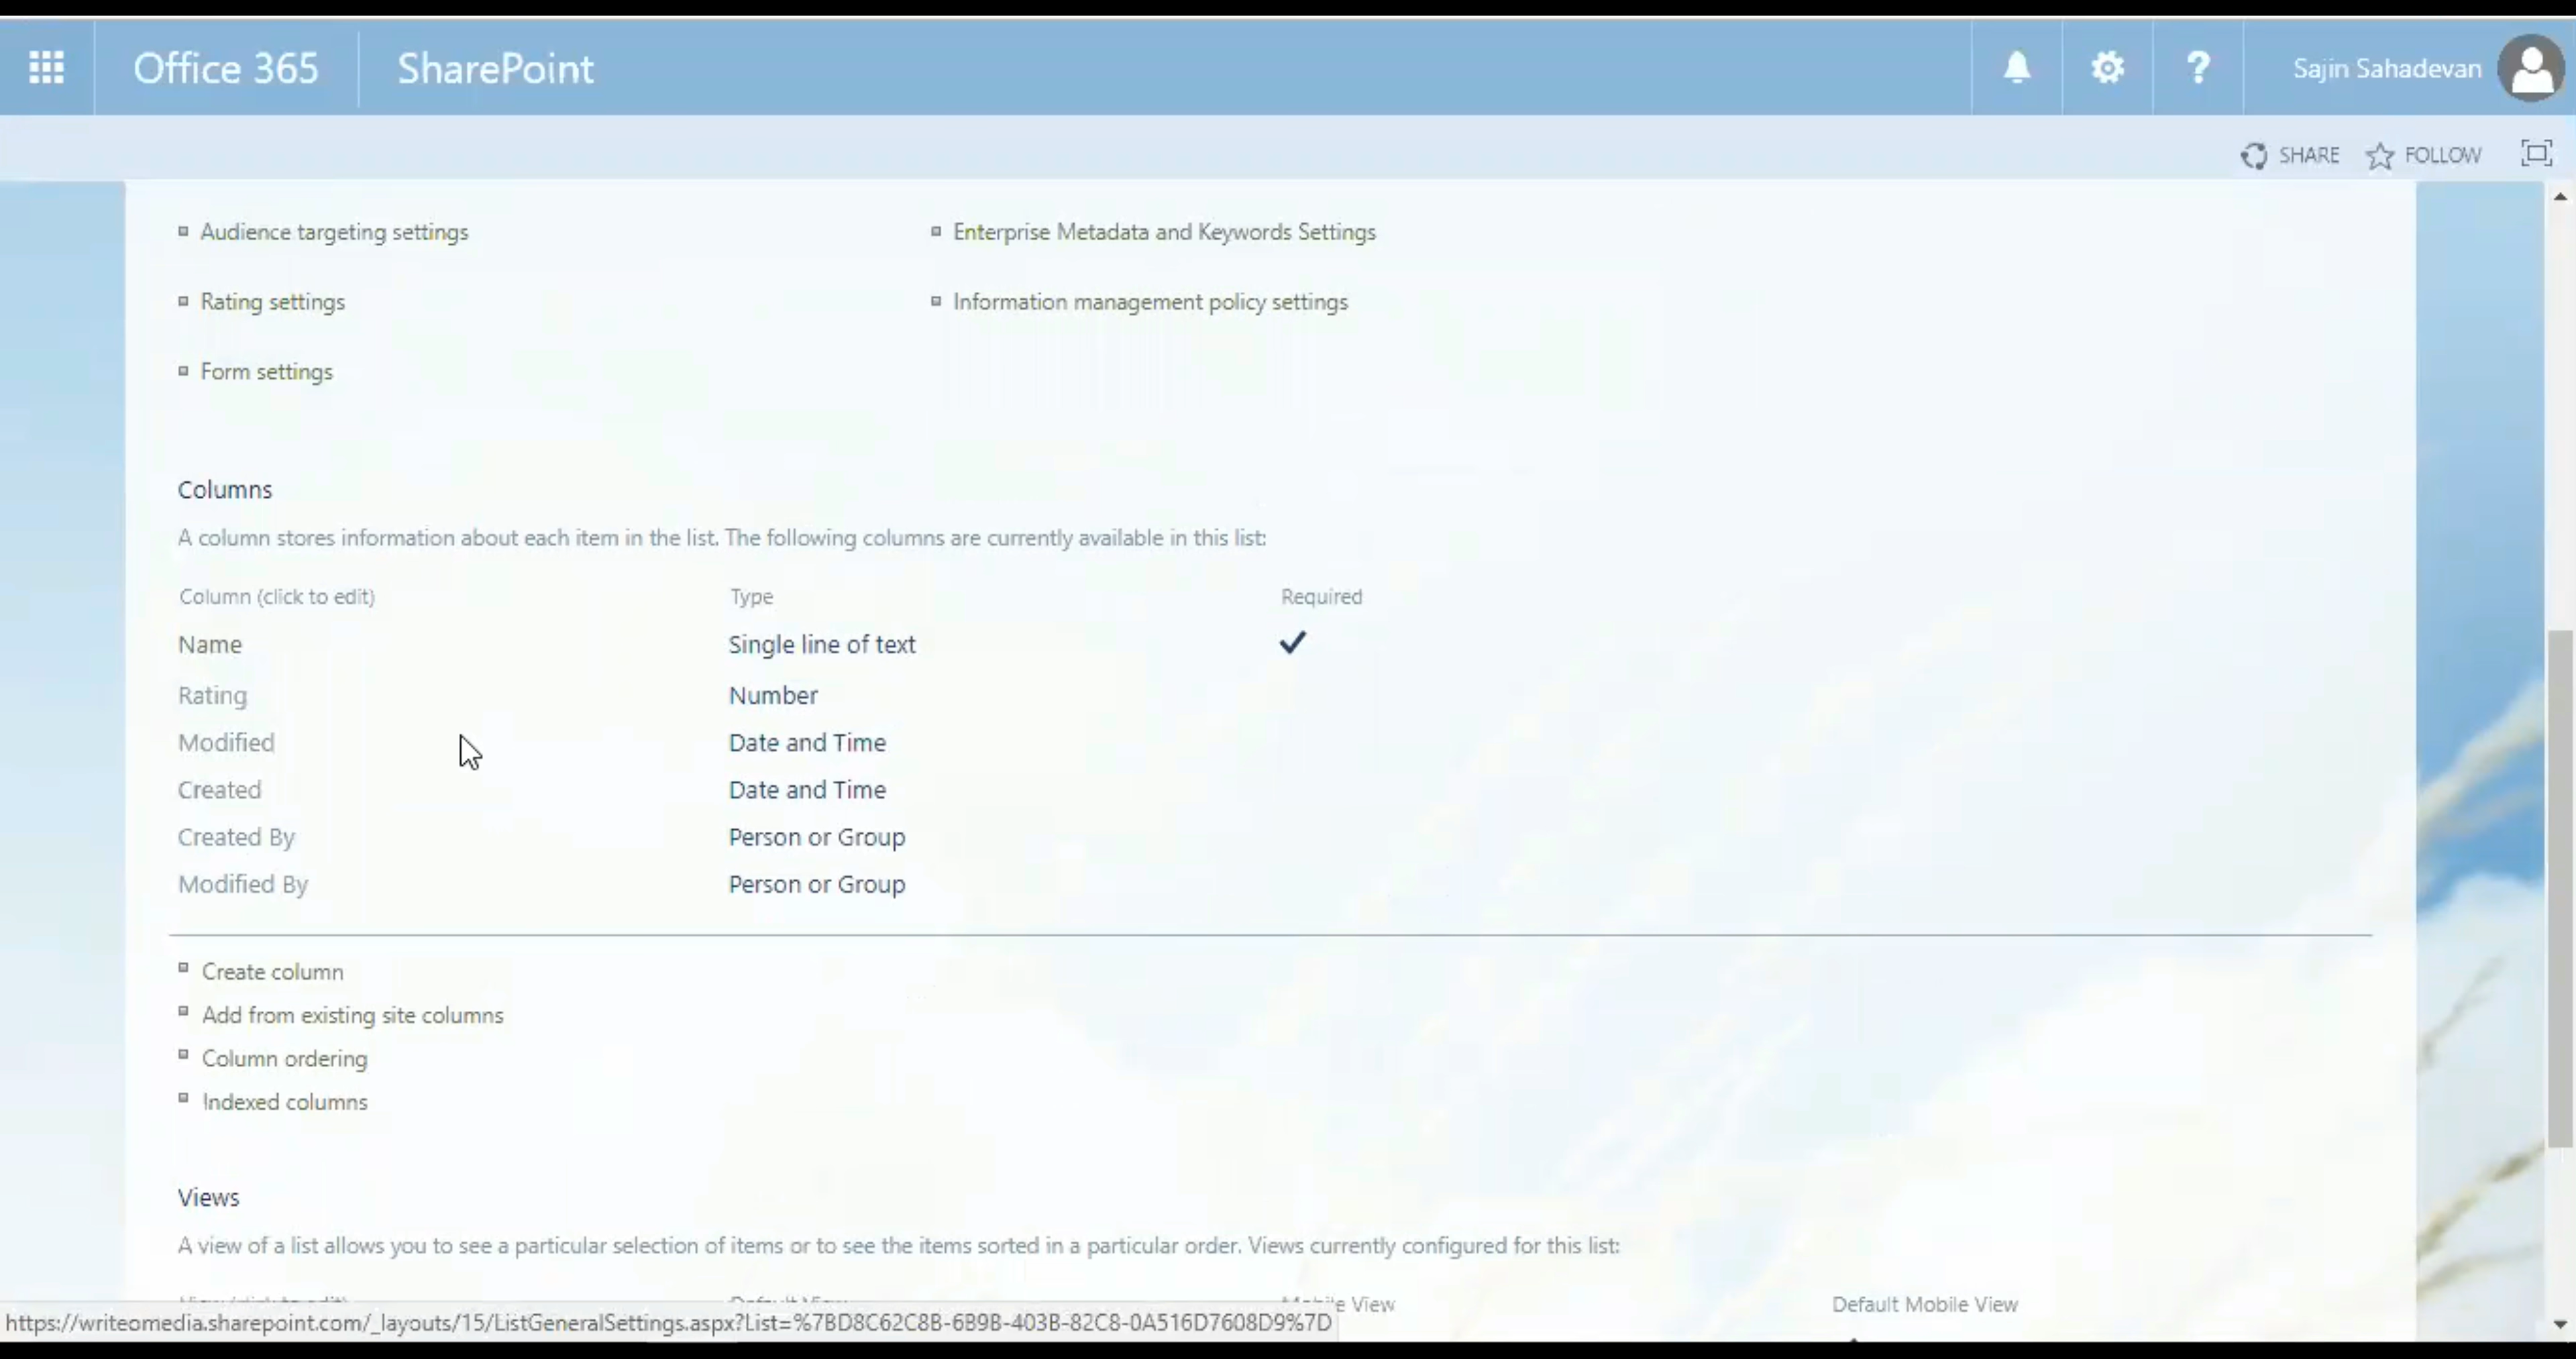 Office 365
SharePoint
Sajin Sahadevan
SHARE
FOLLOW
Audience targeting settings
Enterprise Metadata and Keywords Settings
Rating settings
Information management policy settings
Form settings
Columns
A column stores information about each item in the list. The following columns are currently available in this list:
Column (click to edit) Type Required
Name Single line of text
Rating Number
Modified Date and Time
Created Date and Time
Created By Person or Group
Modified By Person or Group
Create column
Add from existing site columns
Column ordering
Indexed columns
Views
A view of a list allows you to see a particular selection of items or to see the items sorted in a particular order. Views currently configured for this list:
View Default Mobile View
https://writeomedia.sharepoint.com/_layouts/15/ListGeneralSettings.aspx?List=%7BD8C62C8B-6B9B-403B-82C8-0A516D7608D9%7D